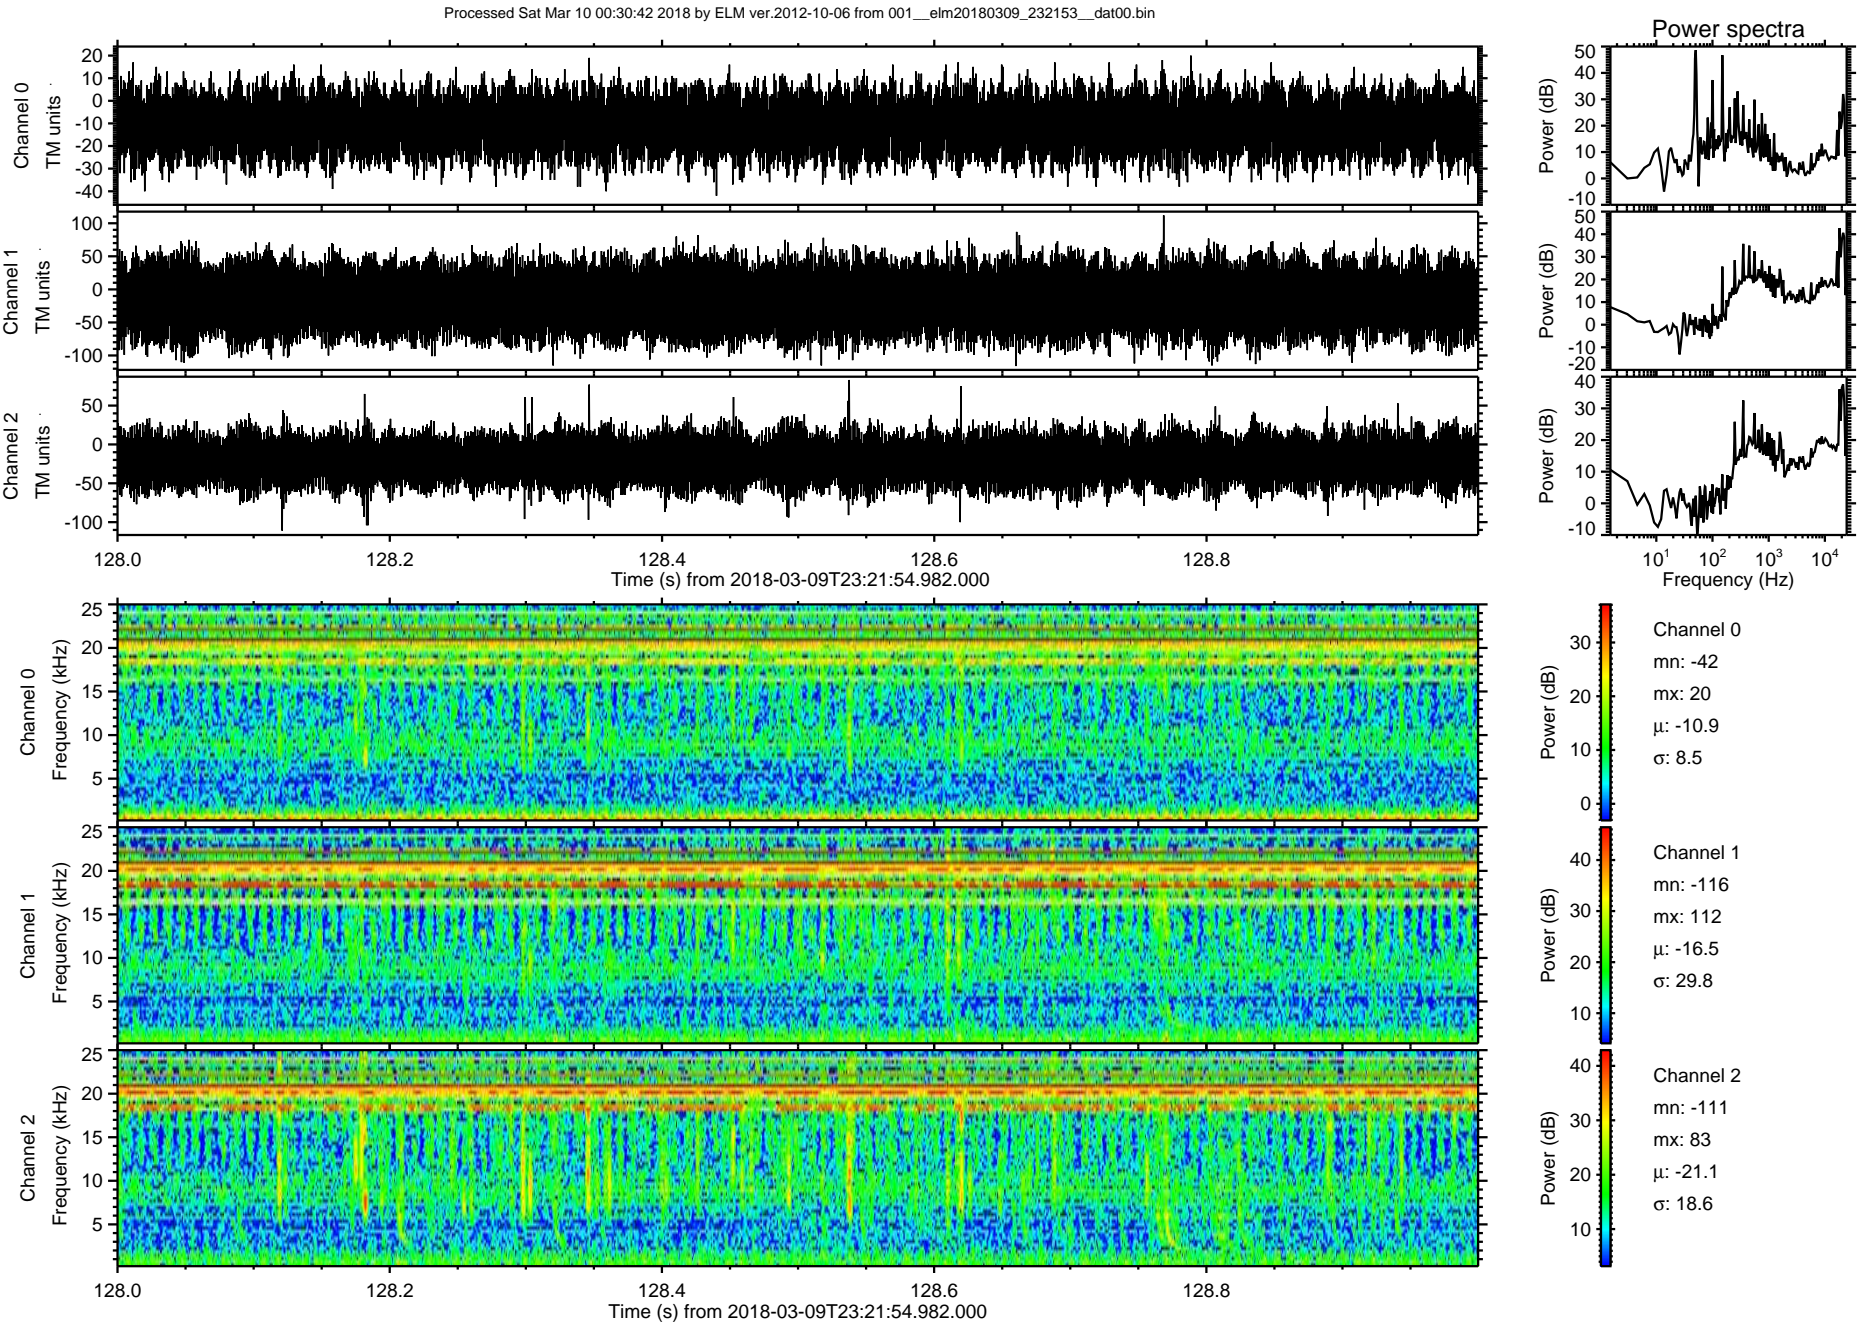 Processed Sat Mar 10 00:30:42 2018 by ELM ver.2012-10-06 from 001__elm20180309_232153__dat00.bin
Power spectra
Channel 0
TM units
20
10
0
-10
-20
-30
-40
Power (dB)
50
40
30
20
10
0
-10
Channel 1
TM units
100
50
0
-50
-100
Power (dB)
50
40
30
20
10
0
-10
-20
Channel 2
TM units
50
0
-50
-100
Power (dB)
40
30
20
10
0
-10
128.0 128.2 128.4 128.6 128.8
Time (s) from 2018-03-09T23:21:54.982.000
10^1 10^2 10^3 10^4
Frequency (Hz)
Channel 0
Frequency (kHz)
25
20
15
10
5
Power (dB)
30
20
10
0
Channel 0
mn: -42
mx: 20
μ: -10.9
σ: 8.5
Channel 1
Frequency (kHz)
25
20
15
10
5
Power (dB)
40
30
20
10
Channel 1
mn: -116
mx: 112
μ: -16.5
σ: 29.8
Channel 2
Frequency (kHz)
25
20
15
10
5
Power (dB)
40
30
20
10
Channel 2
mn: -111
mx: 83
μ: -21.1
σ: 18.6
128.0 128.2 128.4 128.6 128.8
Time (s) from 2018-03-09T23:21:54.982.000